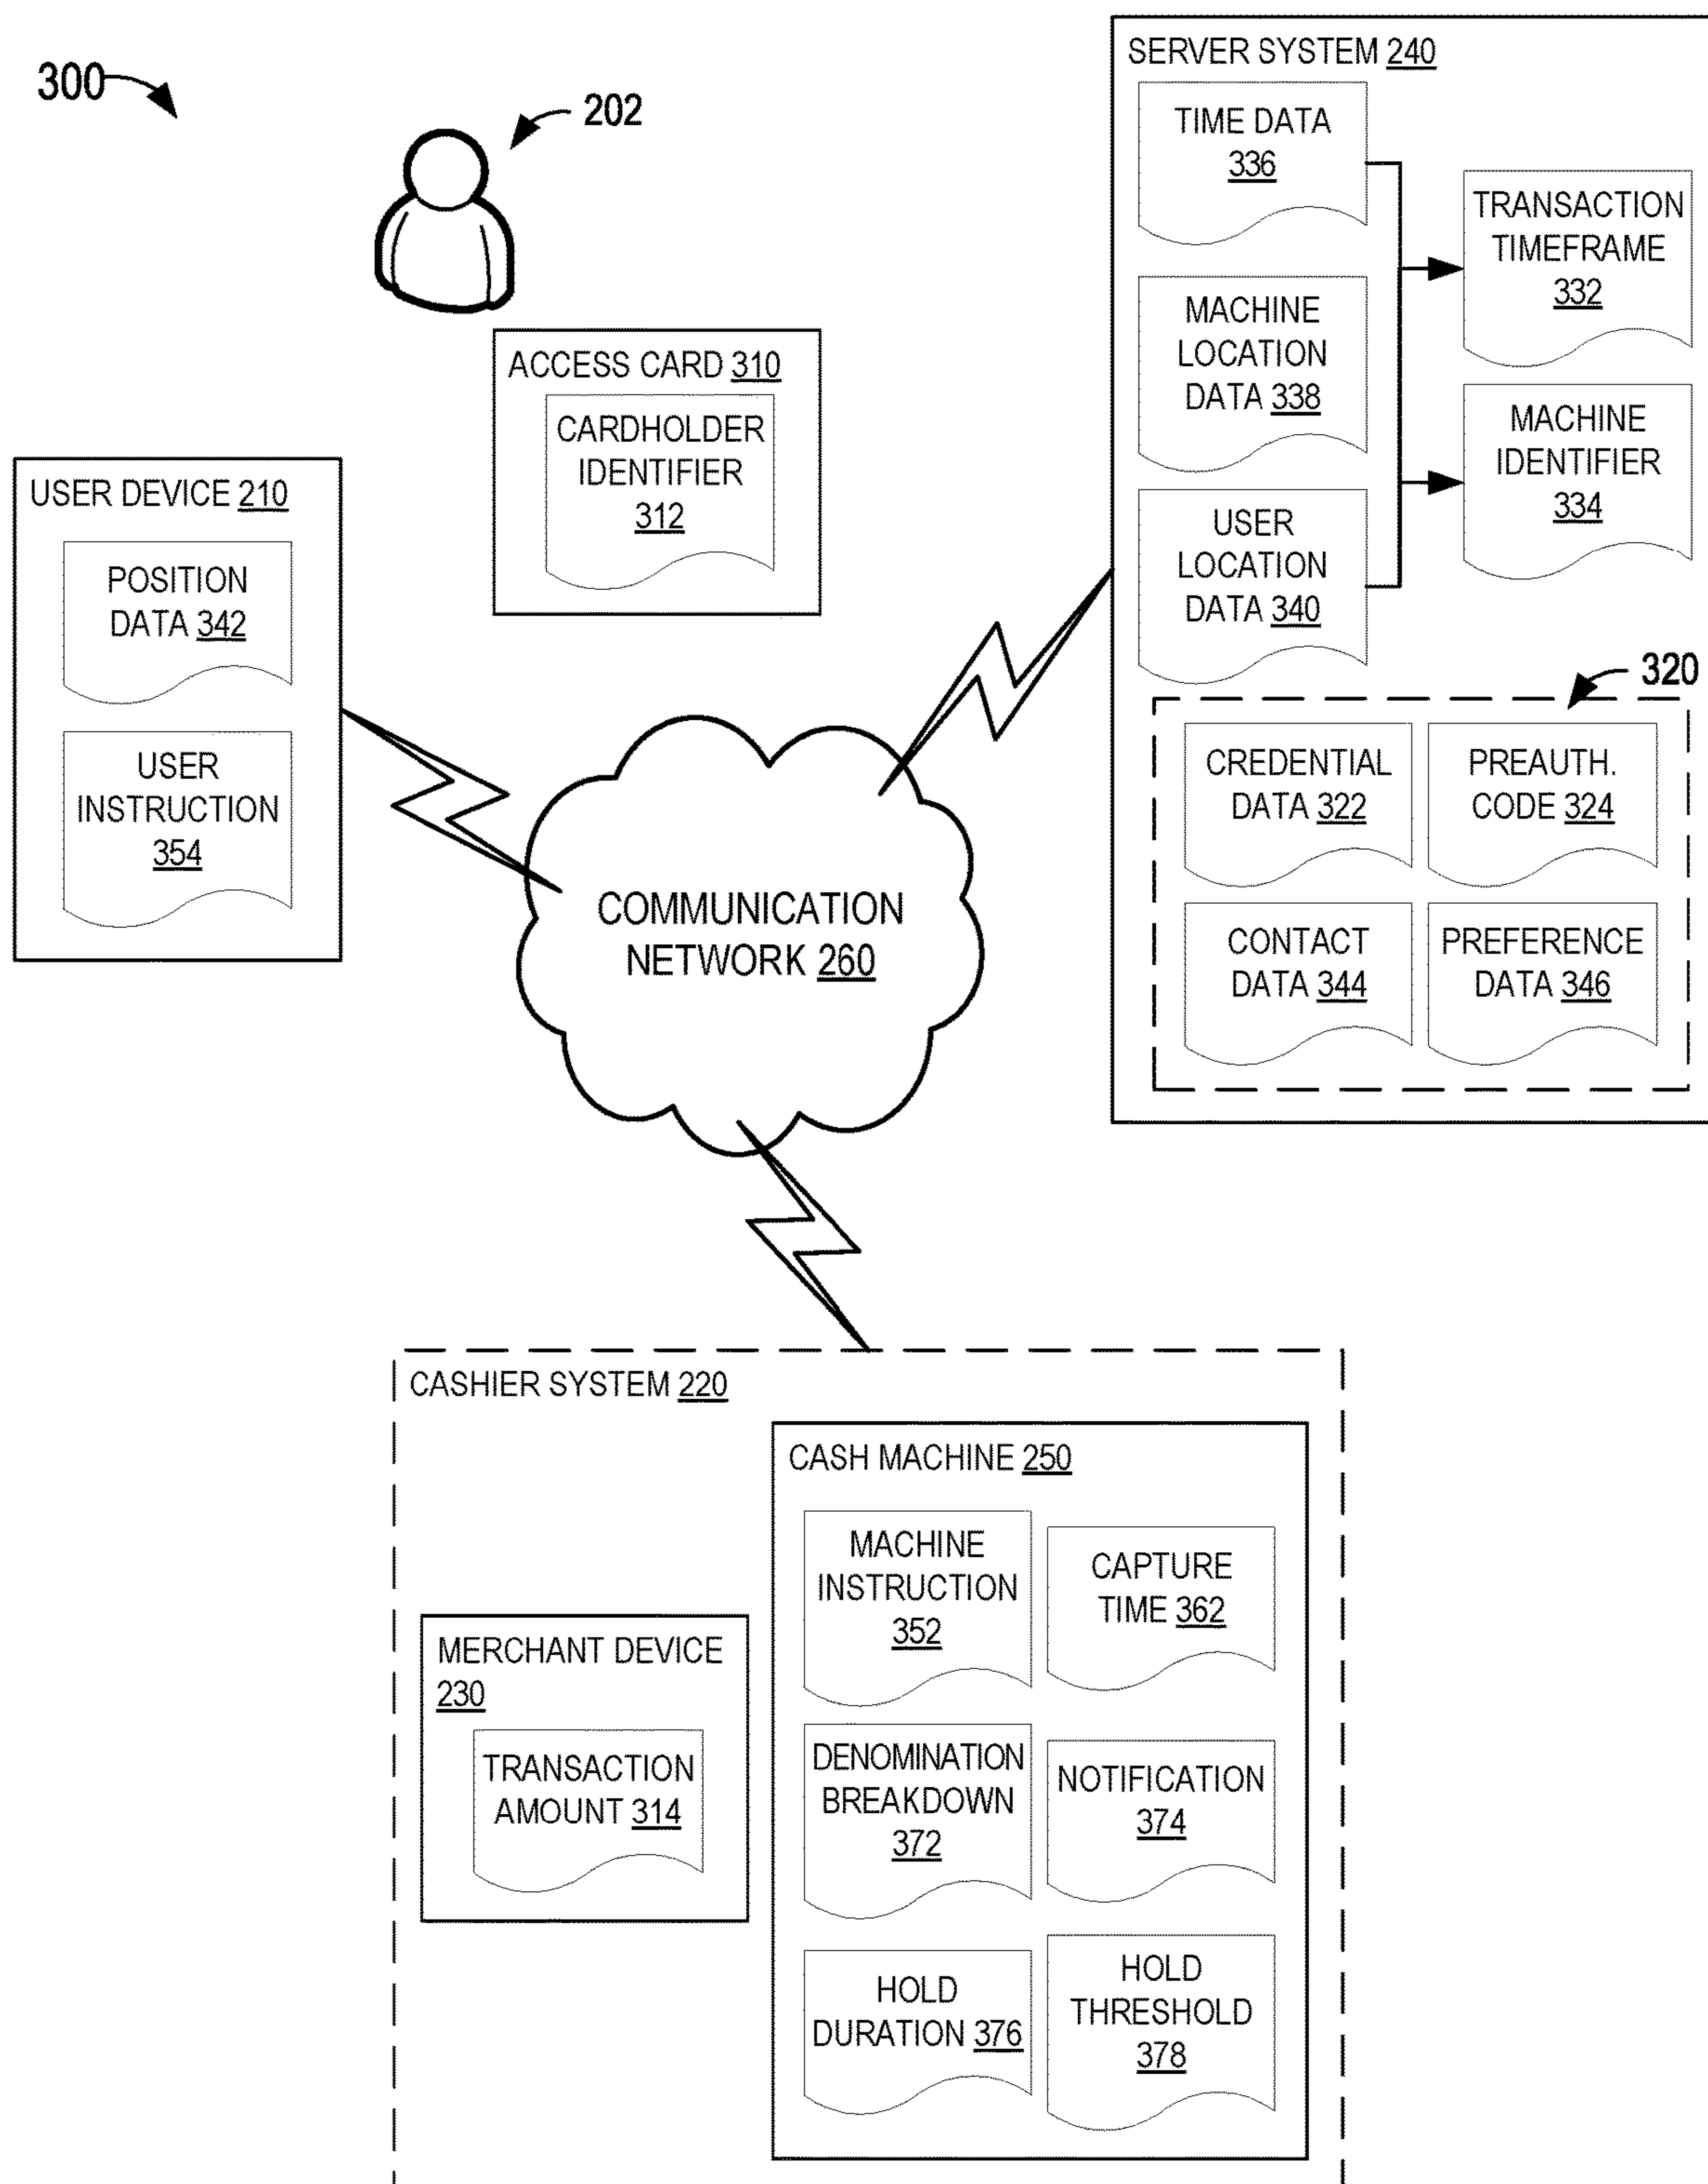 300
202
SERVER SYSTEM 240
TIME DATA
336
TRANSACTION
TIMEFRAME
332
MACHINE
LOCATION
DATA 338
MACHINE
IDENTIFIER
334
USER
LOCATION
DATA 340
320
CREDENTIAL
DATA 322
PREAUTH.
CODE 324
CONTACT
DATA 344
PREFERENCE
DATA 346
ACCESS CARD 310
CARDHOLDER
IDENTIFIER
312
USER DEVICE 210
POSITION
DATA 342
USER
INSTRUCTION
354
COMMUNICATION
NETWORK 260
CASHIER SYSTEM 220
MERCHANT DEVICE
230
TRANSACTION
AMOUNT 314
CASH MACHINE 250
MACHINE
INSTRUCTION
352
CAPTURE
TIME 362
DENOMINATION
BREAKDOWN
372
NOTIFICATION
374
HOLD
DURATION 376
HOLD
THRESHOLD
378